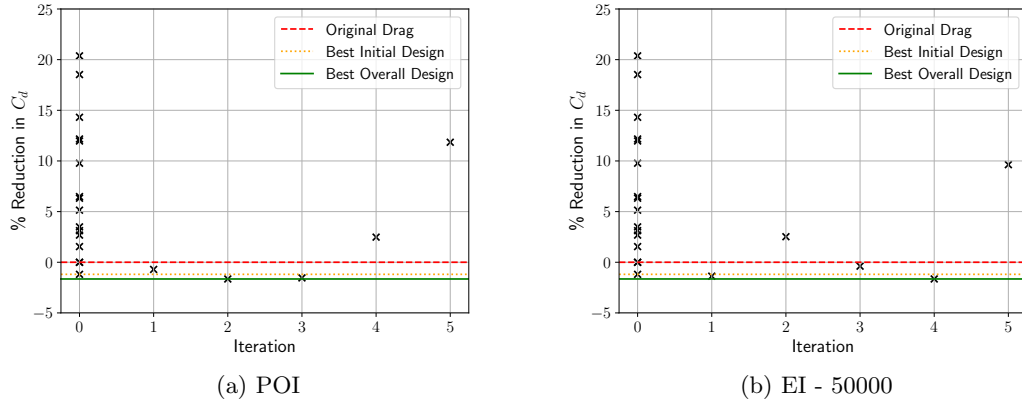 25
20
15
10
5
0
−5
% Reduction in C_d
Original Drag
Best Initial Design
Best Overall Design
0 1 2 3 4 5
Iteration
(a) POI
25
20
15
10
5
0
−5
% Reduction in C_d
Original Drag
Best Initial Design
Best Overall Design
0 1 2 3 4 5
Iteration
(b) EI - 50000